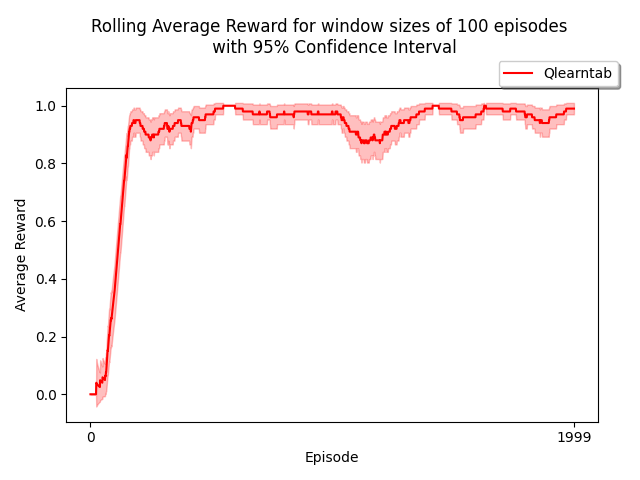 Rolling Average Reward for window sizes of 100 episodes
with 95% Confidence Interval
Qlearntab
1.0
0.8
0.6
0.4
0.2
0.0
Average Reward
0
1999
Episode